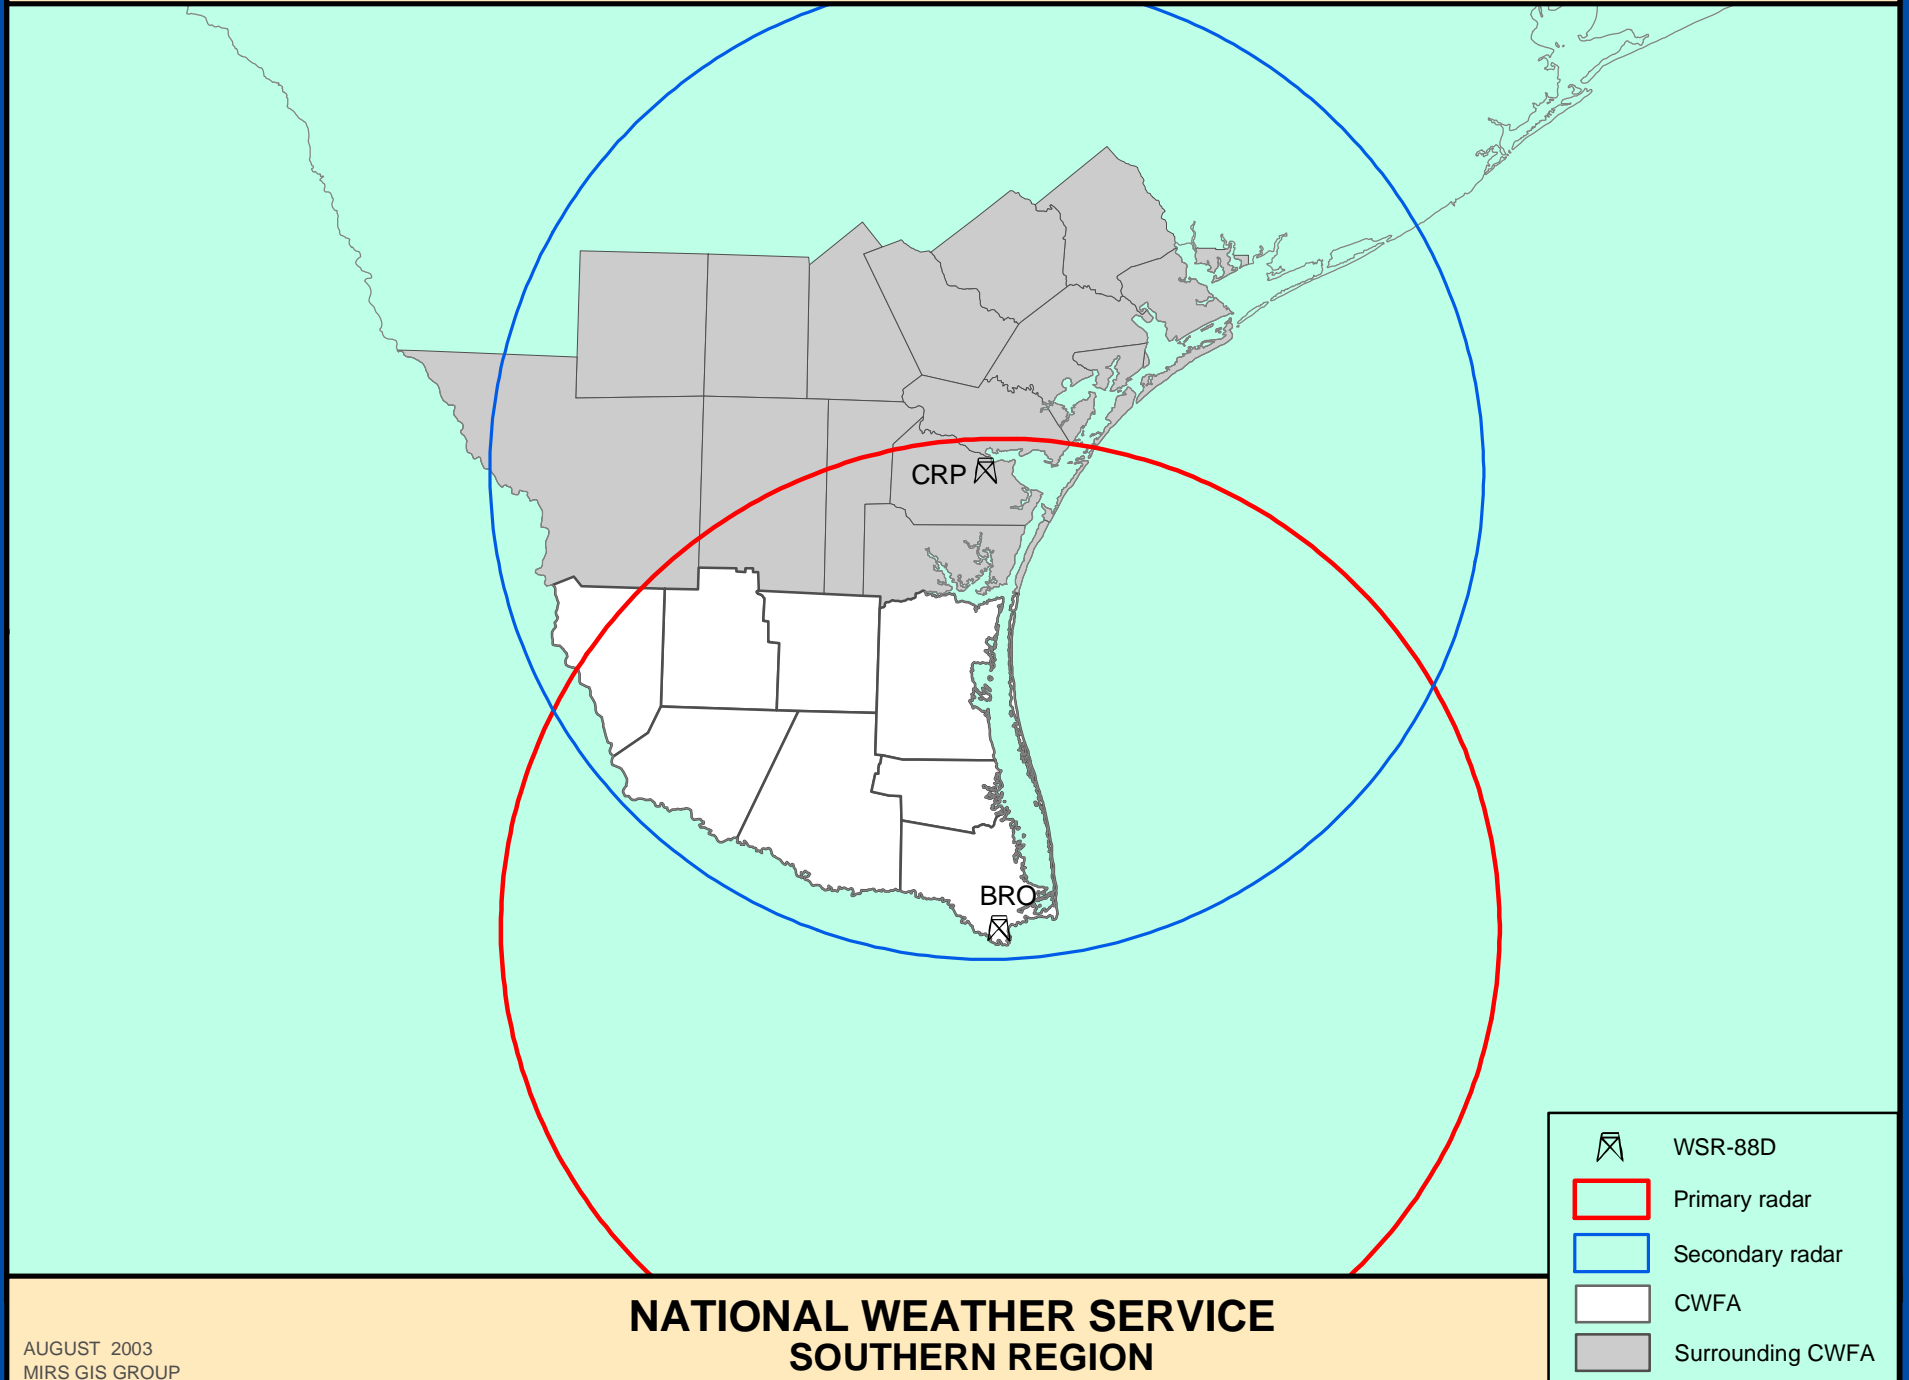 CRP
BRO
WSR-88D
Primary radar
Secondary radar
CWFA
Surrounding CWFA
NATIONAL WEATHER SERVICE
SOUTHERN REGION
AUGUST 2003
MIRS GIS GROUP